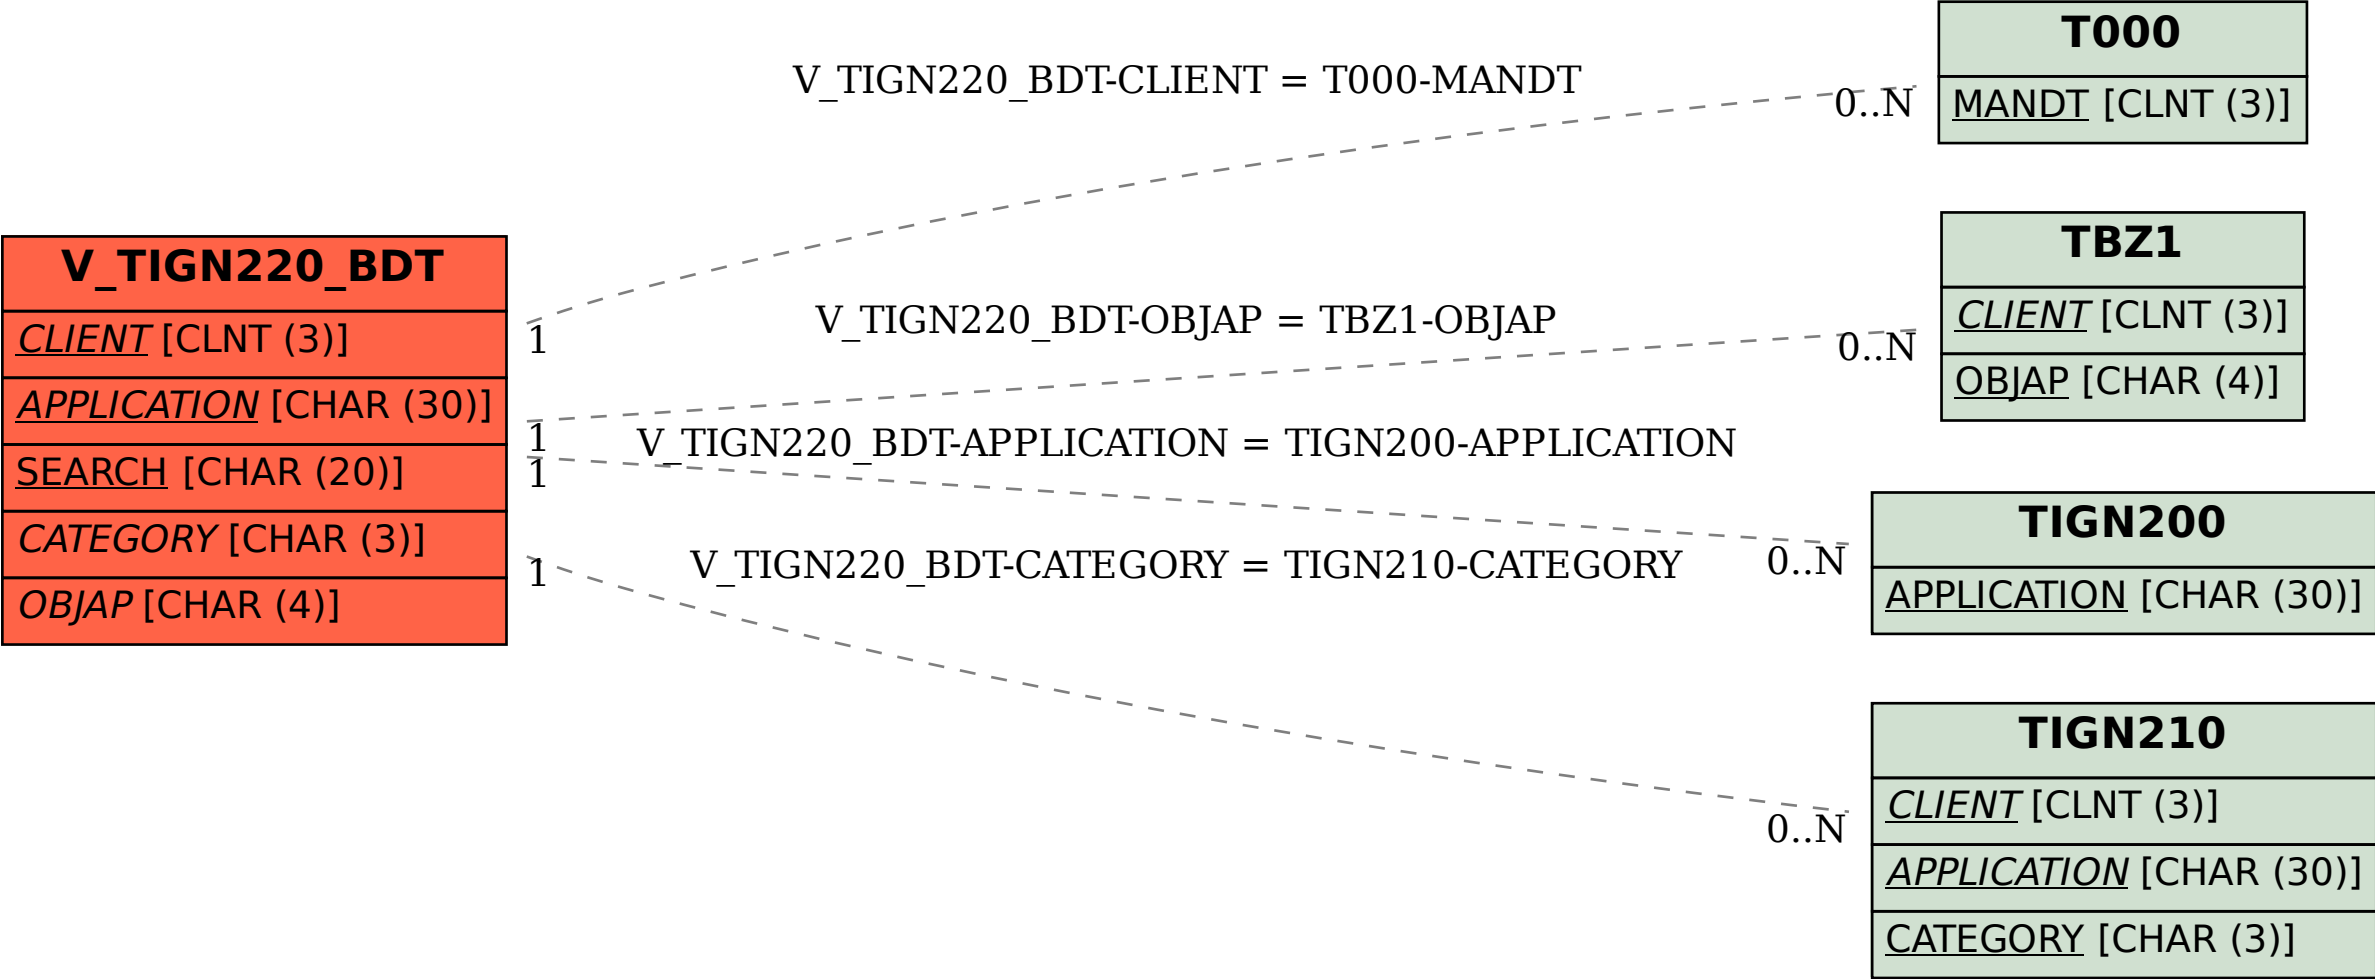 V_TIGN220_BDT
CLIENT [CLNT (3)]
APPLICATION [CHAR (30)]
SEARCH [CHAR (20)]
CATEGORY [CHAR (3)]
OBJAP [CHAR (4)]
V_TIGN220_BDT-CLIENT = T000-MANDT
1
0..N
V_TIGN220_BDT-OBJAP = TBZ1-OBJAP
1
0..N
V_TIGN220_BDT-APPLICATION = TIGN200-APPLICATION
1
0..N
V_TIGN220_BDT-CATEGORY = TIGN210-CATEGORY
1
0..N
T000
MANDT [CLNT (3)]
TBZ1
CLIENT [CLNT (3)]
OBJAP [CHAR (4)]
TIGN200
APPLICATION [CHAR (30)]
TIGN210
CLIENT [CLNT (3)]
APPLICATION [CHAR (30)]
CATEGORY [CHAR (3)]